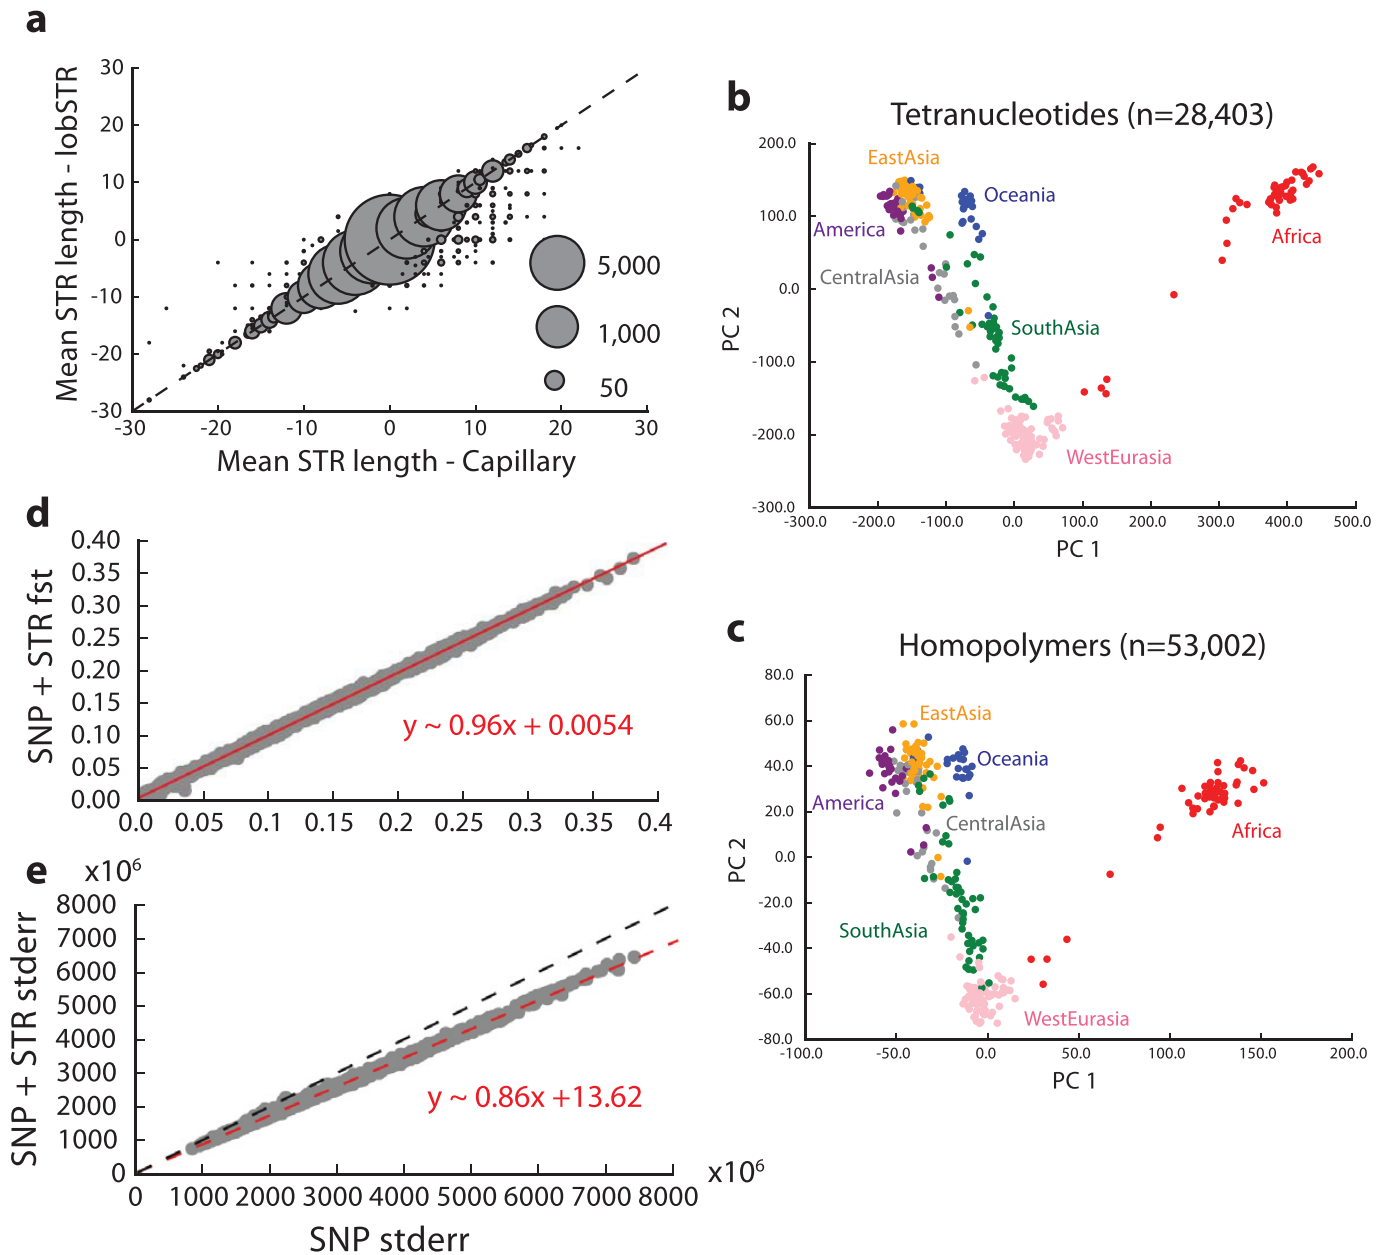 a
Mean STR length - lobSTR
30
20
10
0
-10
-20
-30
-30
-20
-10
0
10
20
30
Mean STR length - Capillary
5,000
1,000
50
b
Tetranucleotides (n=28,403)
PC 2
200.0
100.0
0.0
-100.0
-200.0
-300.0
-300.0
-200.0
-100.0
0.0
100.0
200.0
300.0
400.0
500.0
PC 1
EastAsia
Oceania
America
Africa
CentralAsia
SouthAsia
WestEurasia
d
SNP + STR fst
0.40
0.35
0.30
0.25
0.20
0.15
0.10
0.05
0.00
0.0
0.05
0.1
0.15
0.2
0.25
0.3
0.35
0.4
y ~ 0.96x + 0.0054
c
Homopolymers (n=53,002)
PC 2
80.0
60.0
40.0
20.0
0.0
-20.0
-40.0
-60.0
-80.0
-100.0
-50.0
0.0
50.0
100.0
150.0
200.0
PC 1
EastAsia
Oceania
America
CentralAsia
Africa
SouthAsia
WestEurasia
e
x10⁶
SNP + STR stderr
8000
7000
6000
5000
4000
3000
2000
1000
0
0
1000
2000
3000
4000
5000
6000
7000
8000
x10⁶
y ~ 0.86x +13.62
SNP stderr